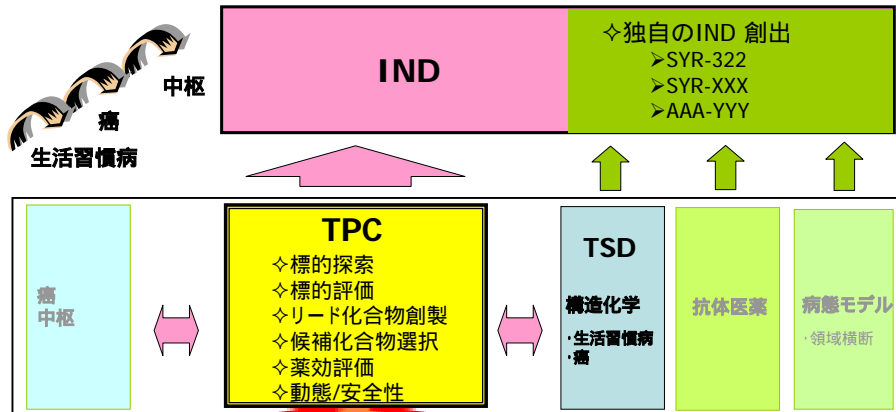 中枢
癌
生活習慣病
IND
✧独自のIND 創出
➢SYR-322
➢SYR-XXX
➢AAA-YYY
癌
中枢
TPC
✧標的探索
✧標的評価
✧リード化合物創製
✧候補化合物選択
✧薬効評価
✧動態/安全性
TSD
構造化学
・生活習慣病
・癌
抗体医薬
病態モデル
・領域横断